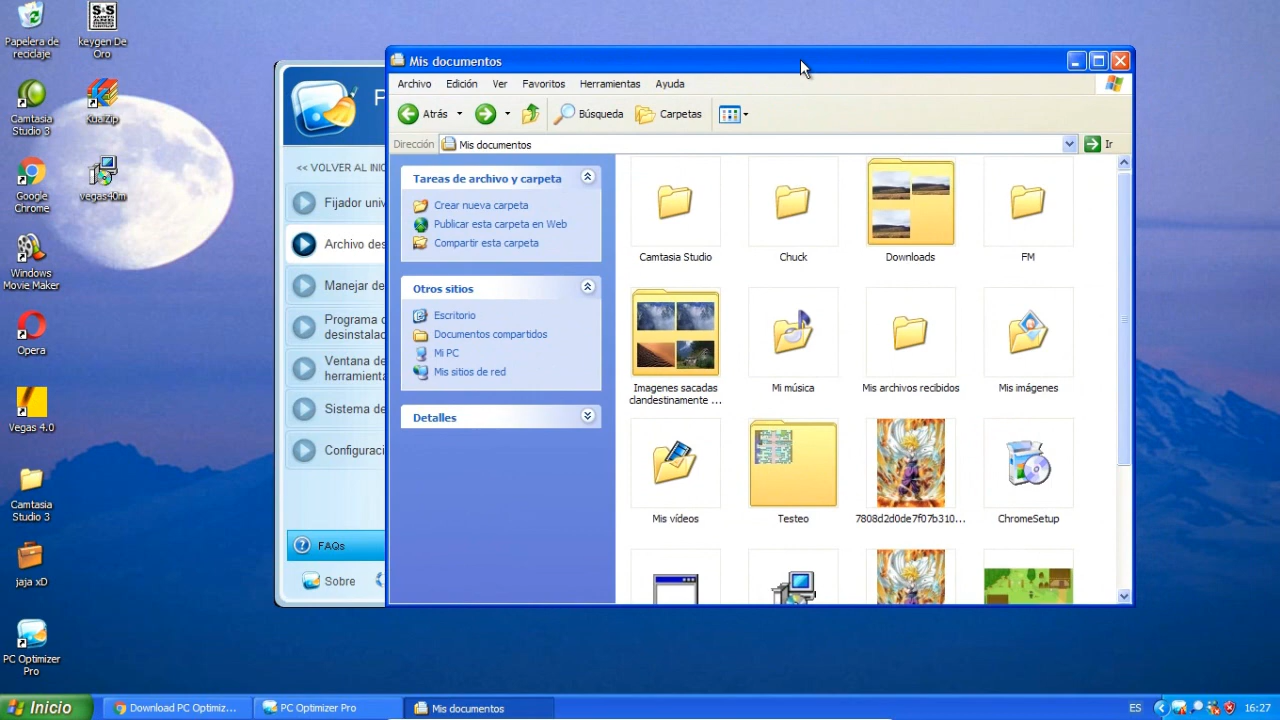 Papelera de
reciclaje
keygen De
Oro
Camtasia
Studio 3
KuaiZip
Google
Chrome
vegas40m
Windows
Movie Maker
Opera
Vegas 4.0
Camtasia
Studio 3
jaja xD
PC Optimizer
Pro
P
<< VOLVER AL INIC
Fijador univ
Archivo des
Manejar de
Programa d
desinstalac
Ventana de
herramienta
Sistema de
Configuraci
FAQs
Sobre
Mis documentos
Archivo Edición Ver Favoritos Herramientas Ayuda
Atrás Búsqueda Carpetas
Dirección Mis documentos Ir
Tareas de archivo y carpeta
Crear nueva carpeta
Publicar esta carpeta en Web
Compartir esta carpeta
Otros sitios
Escritorio
Documentos compartidos
Mi PC
Mis sitios de red
Detalles
Camtasia Studio Chuck Downloads FM
Imagenes sacadas
clandestinamente ...
Mi música Mis archivos recibidos Mis imágenes
Mis vídeos Testeo 7808d2d0de7f07b310... ChromeSetup
Inicio Download PC Optimiz... PC Optimizer Pro Mis documentos ES 16:27